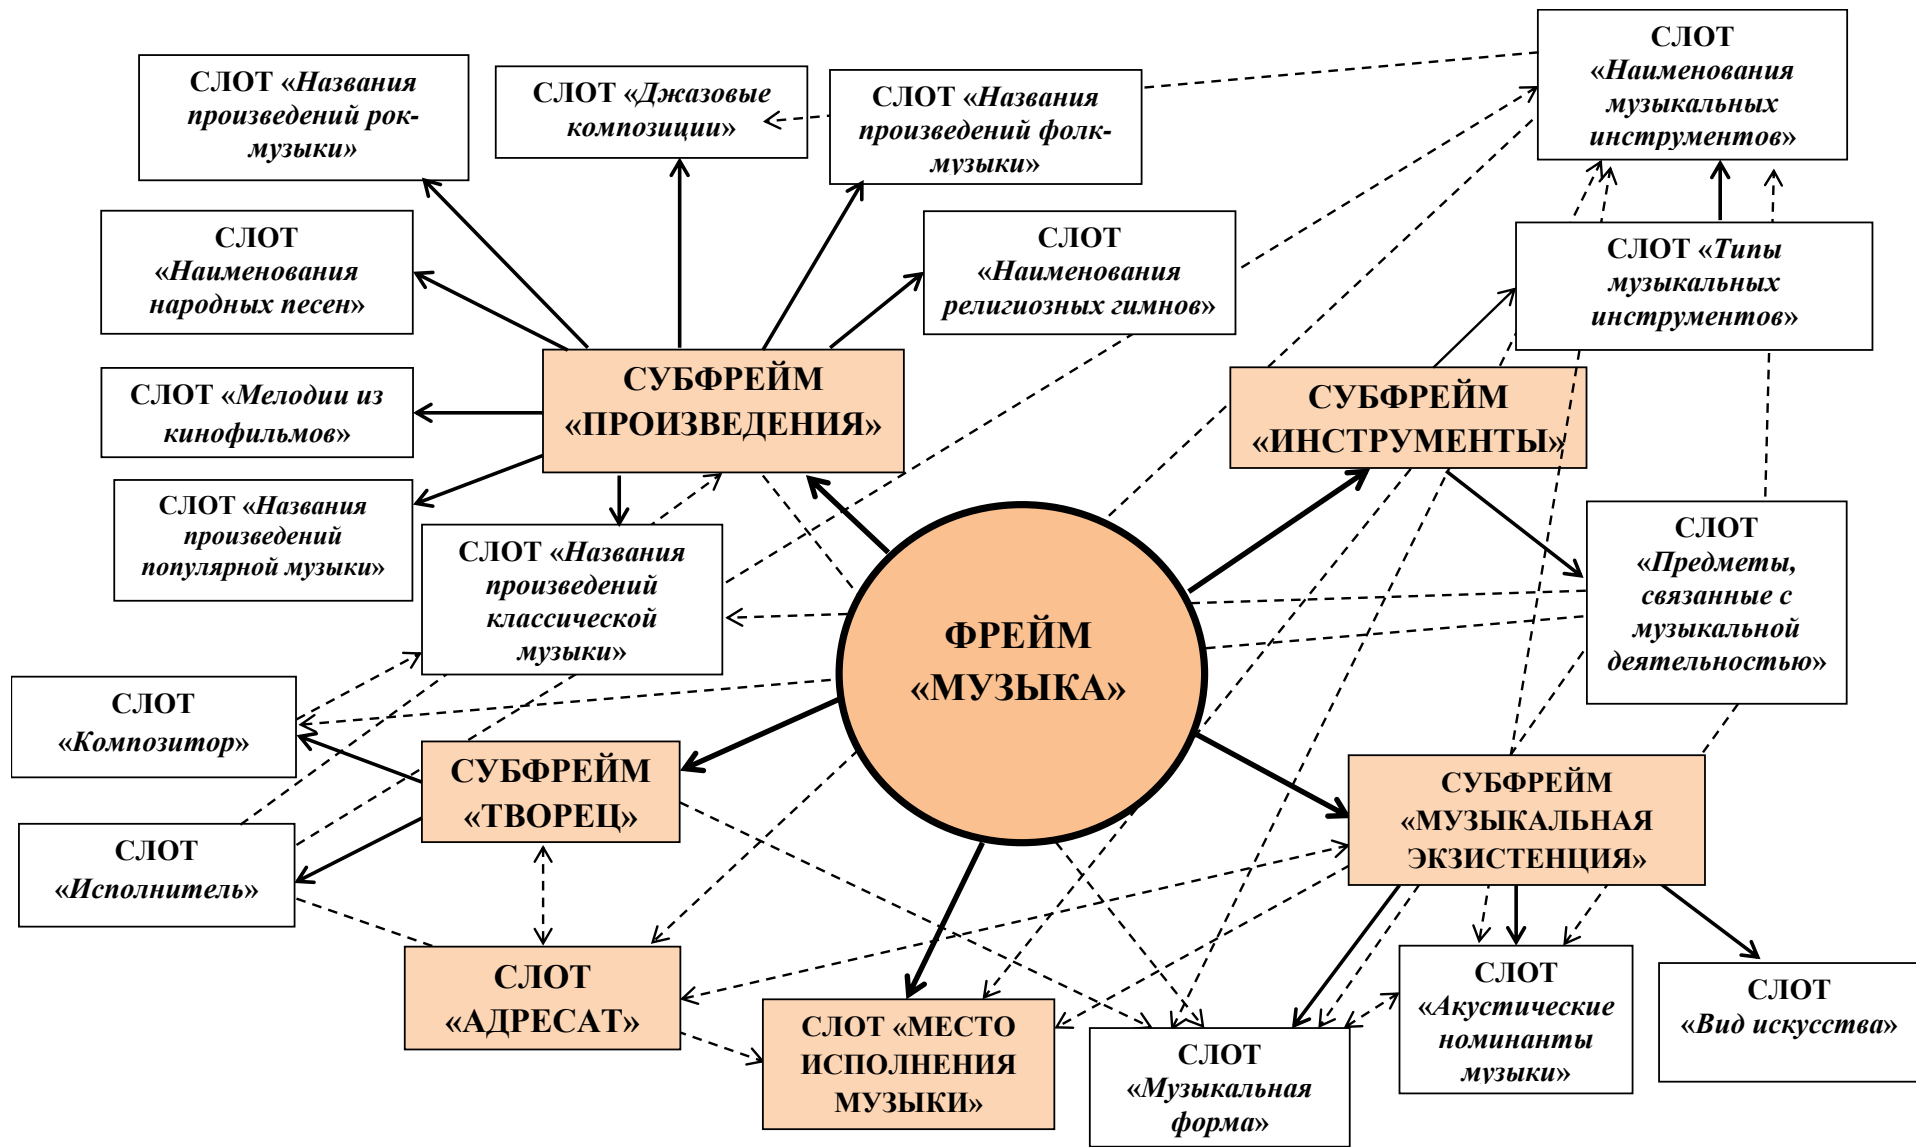 СЛОТ «Названия
произведений рок-
музыки»
СЛОТ «Джазовые
композиции»
СЛОТ «Названия
произведений фолк-
музыки»
СЛОТ
«Наименования
музыкальных
инструментов»
СЛОТ
«Наименования
народных песен»
СЛОТ
«Наименования
религиозных гимнов»
СЛОТ «Типы
музыкальных
инструментов»
СУБФРЕЙМ
«ПРОИЗВЕДЕНИЯ»
СЛОТ «Мелодии из
кинофильмов»
СУБФРЕЙМ
«ИНСТРУМЕНТЫ»
СЛОТ «Названия
произведений
популярной музыки»
СЛОТ «Названия
произведений
классической
музыки»
СЛОТ
«Предметы,
связанные с
музыкальной
деятельностью»
ФРЕЙМ
«МУЗЫКА»
СЛОТ
«Композитор»
СУБФРЕЙМ
«ТВОРЕЦ»
СУБФРЕЙМ
«МУЗЫКАЛЬНАЯ
ЭКЗИСТЕНЦИЯ»
СЛОТ
«Исполнитель»
СЛОТ
«АДРЕСАТ»
СЛОТ «МЕСТО
ИСПОЛНЕНИЯ
МУЗЫКИ»
СЛОТ
«Музыкальная
форма»
СЛОТ
«Акустические
номинанты
музыки»
СЛОТ
«Вид искусства»